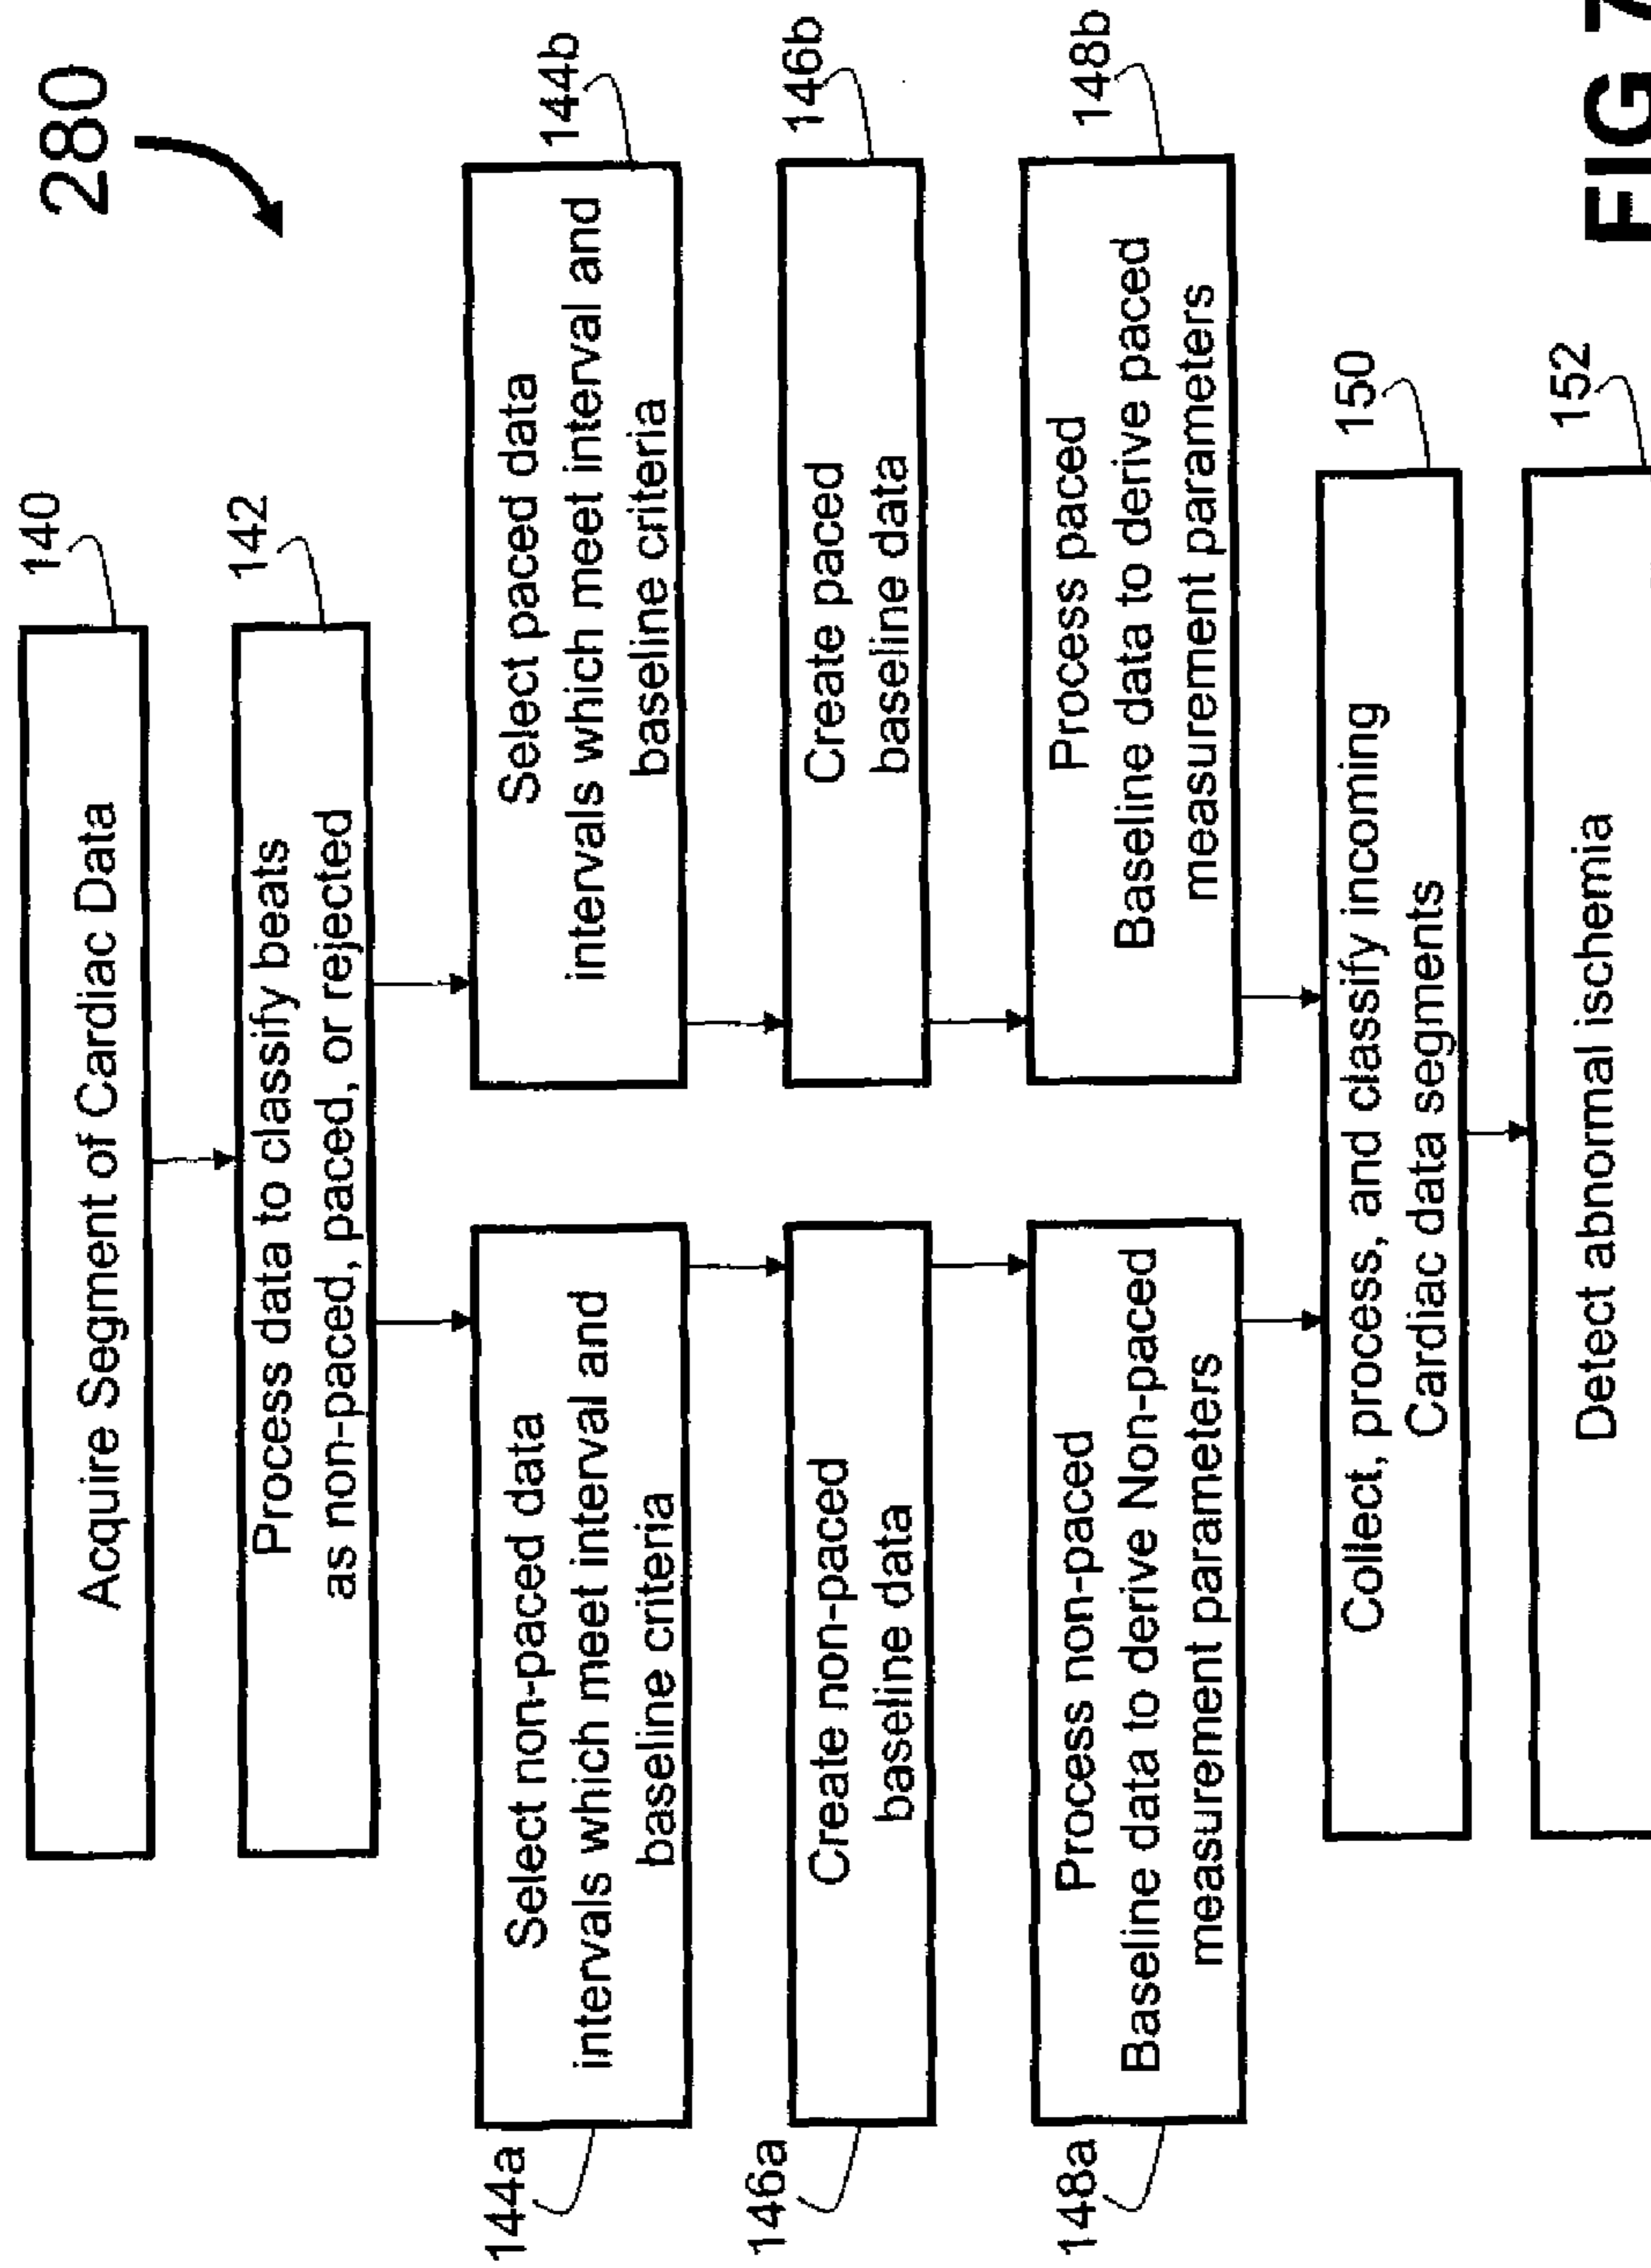 280
140
Acquire Segment of Cardiac Data
142
Process data to classify beats
as non-paced, paced, or rejected
144a
Select non-paced data
intervals which meet interval and
baseline criteria
144b
Select paced data
intervals which meet interval and
baseline criteria
146a
Create non-paced
baseline data
146b
Create paced
baseline data
148a
Process non-paced
Baseline data to derive Non-paced
measurement parameters
148b
Process paced
Baseline data to derive paced
measurement parameters
150
Collect, process, and classify incoming
Cardiac data segments
152
Detect abnormal ischemia
FIG 7